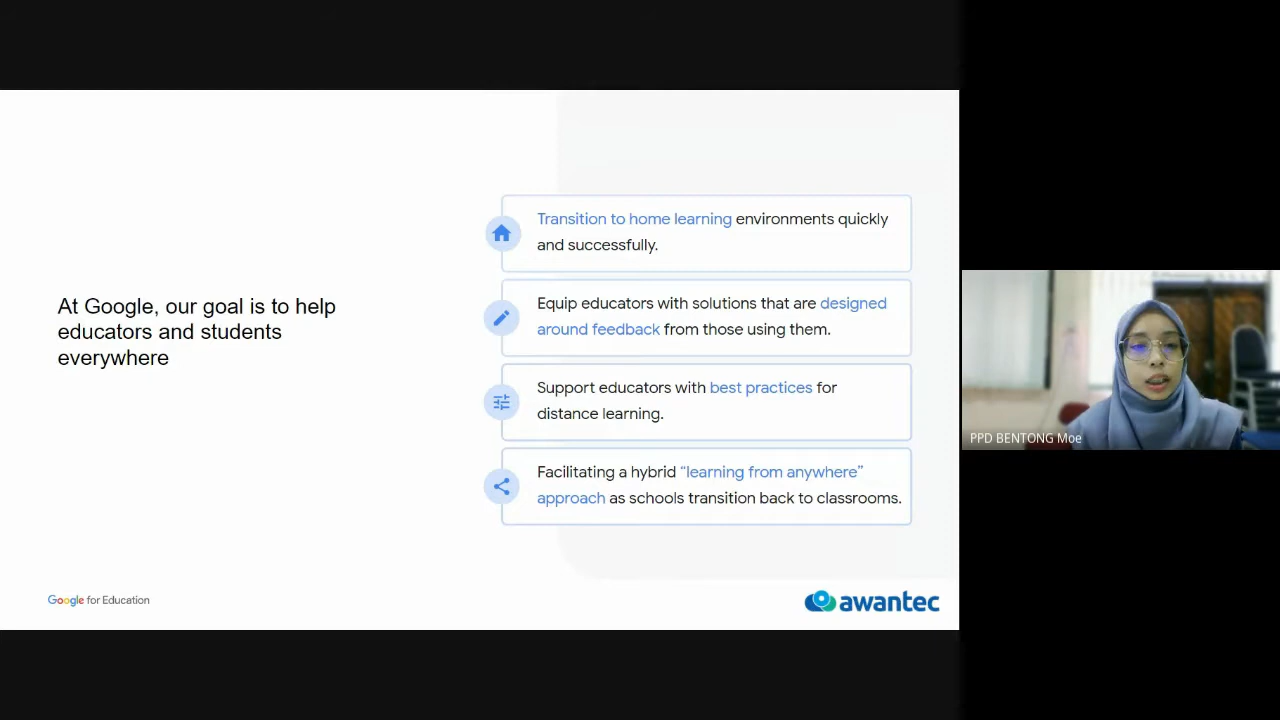 At Google, our goal is to help
educators and students
everywhere
Transition to home learning environments quickly
and successfully.
Equip educators with solutions that are designed
around feedback from those using them.
Support educators with best practices for
distance learning.
Facilitating a hybrid “learning from anywhere”
approach as schools transition back to classrooms.
Google for Education
awantec
PPD BENTONG Moe